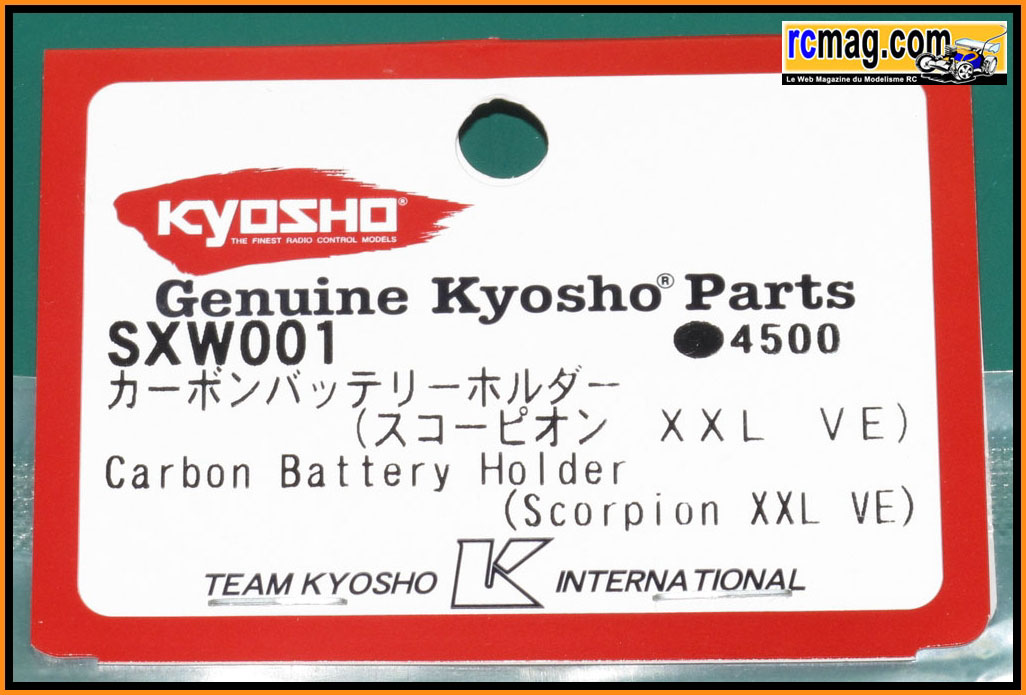 rcmag.com
Le Web Magazine du Modelisme RC
KYOSHO®
THE FINEST RADIO CONTROL MODELS
Genuine Kyosho® Parts
SXW001 ●4500
カーボンバッテリーホルダー
(スコーピオン XXL VE)
Carbon Battery Holder
(Scorpion XXL VE)
TEAM KYOSHO K INTERNATIONAL